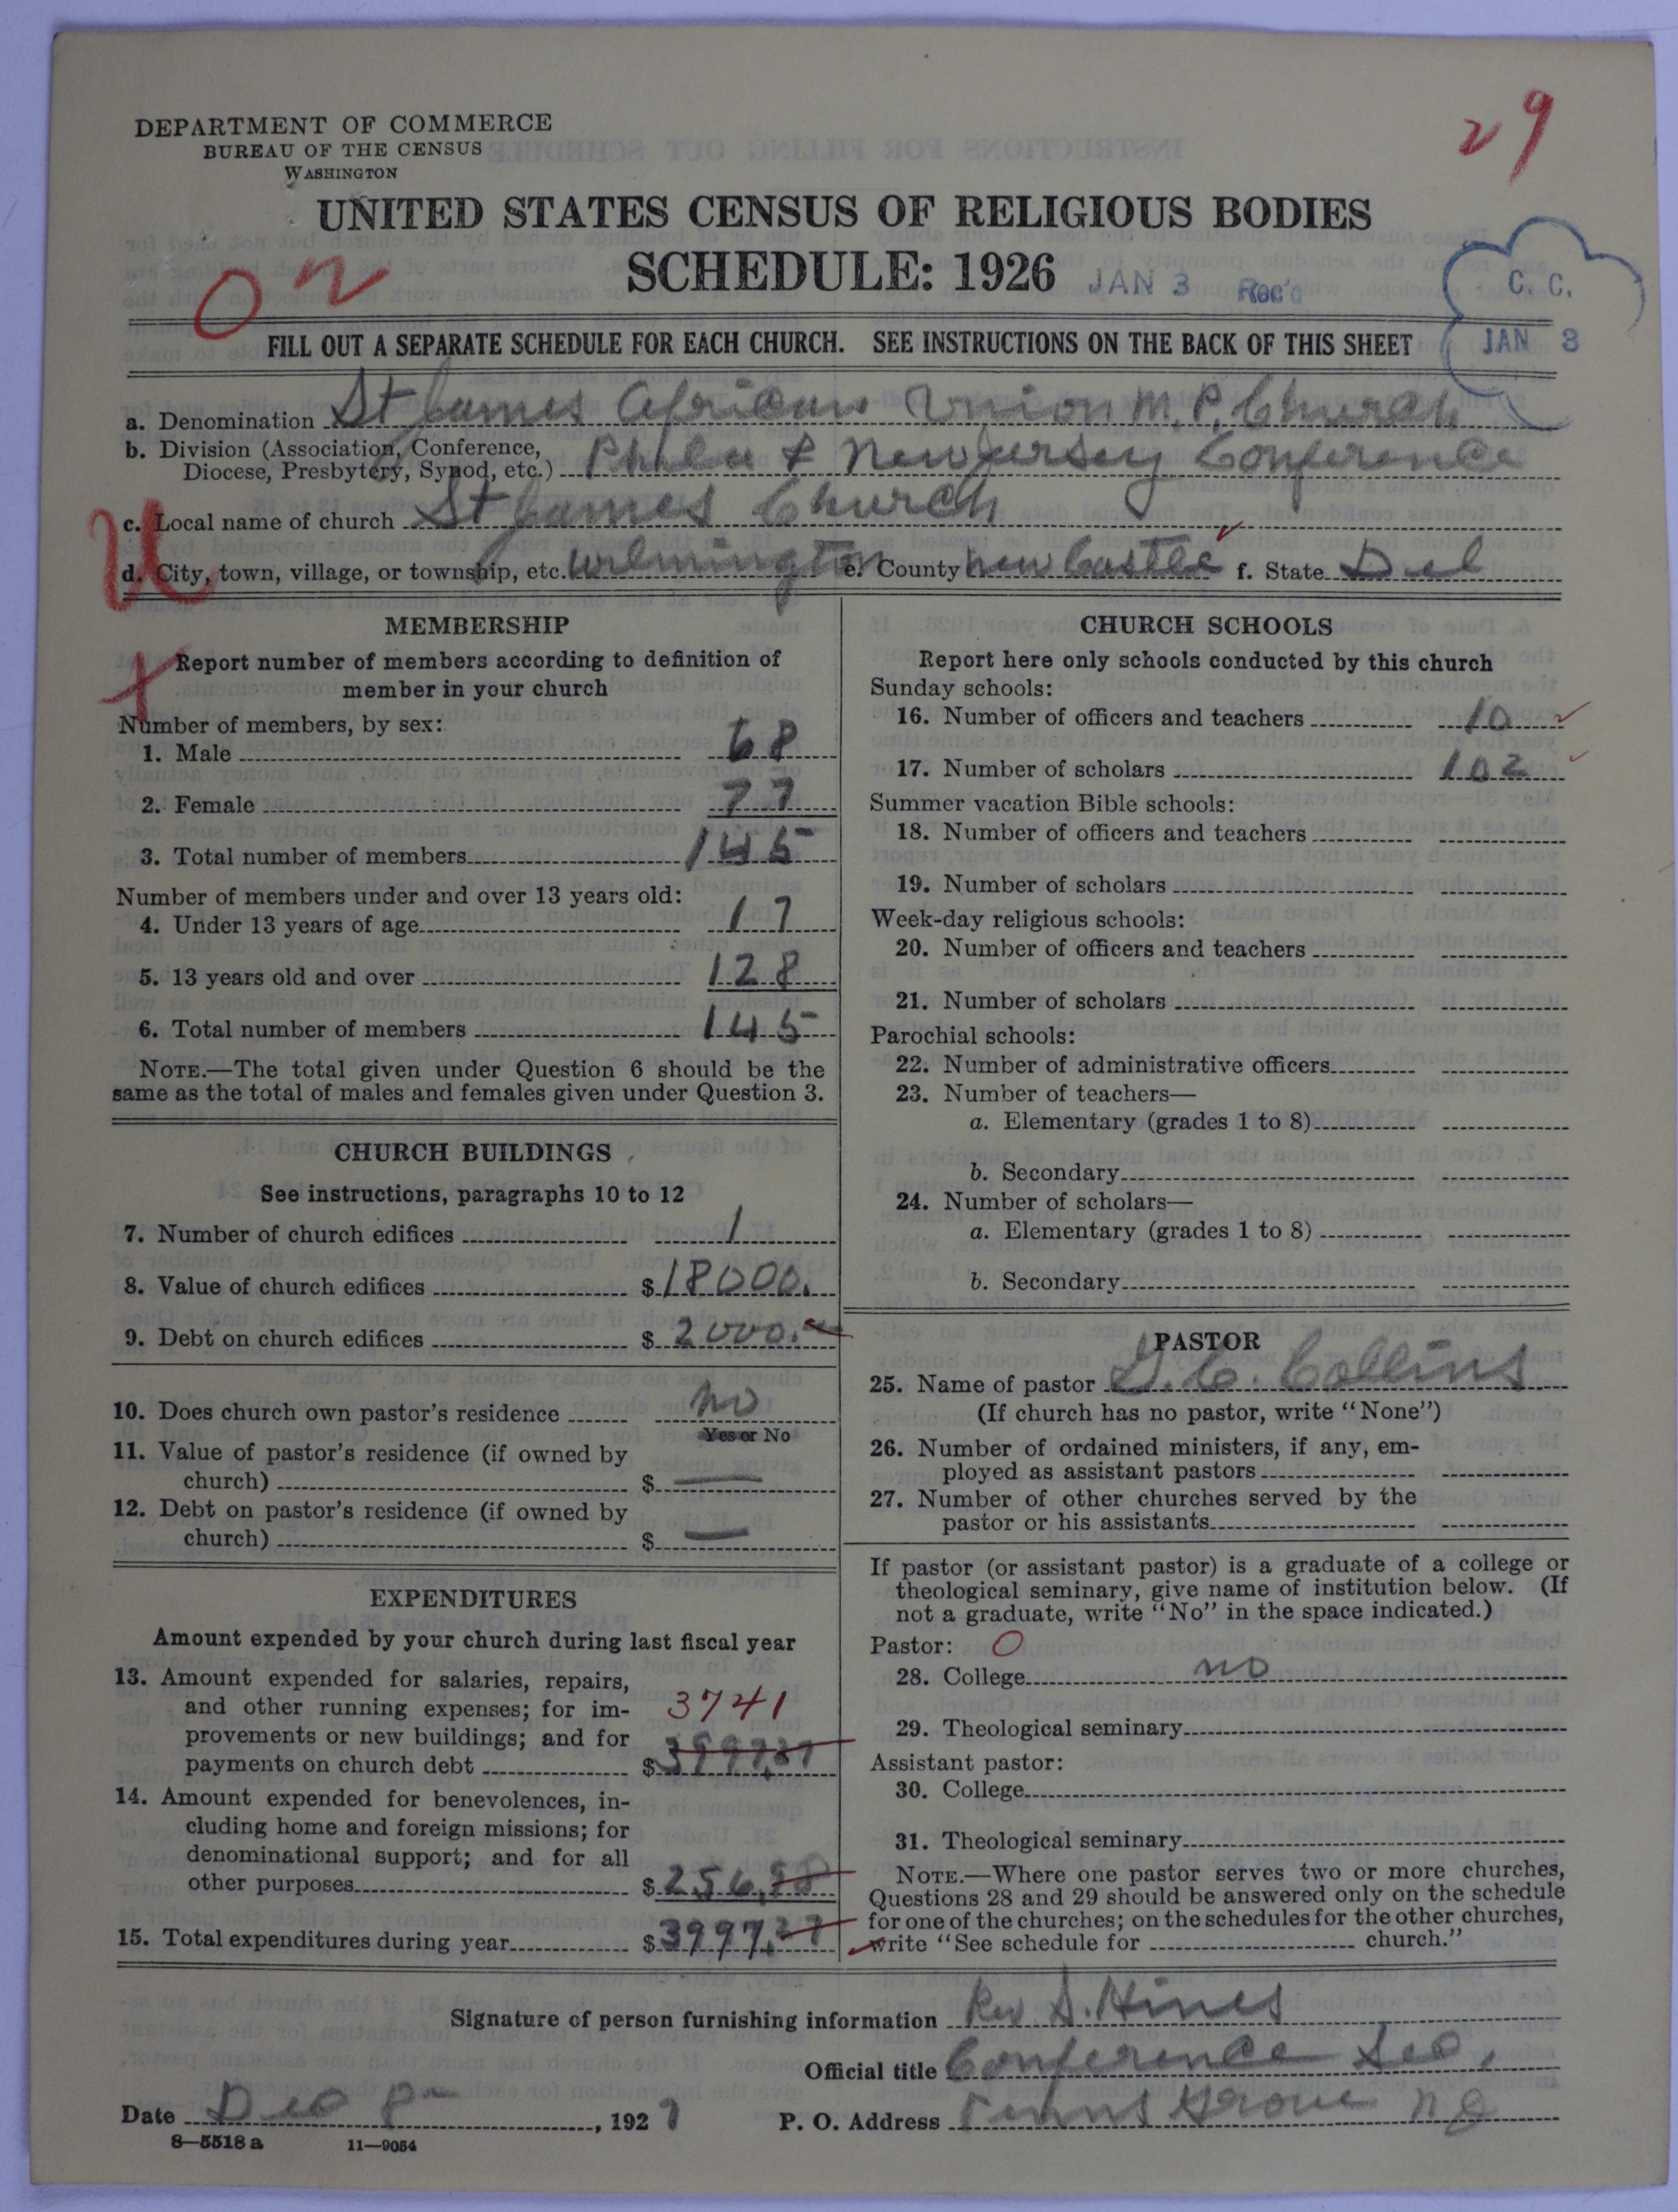 29
DEPARTMENT OF COMMERCE
BUREAU OF THE CENSUS
WASHINGTON
UNITED STATES CENSUS OF RELIGIOUS BODIES
SCHEDULE: 1926 JAN 3 Rec'd
C. C.
JAN 3
FILL OUT A SEPARATE SCHEDULE FOR EACH CHURCH. SEE INSTRUCTIONS ON THE BACK OF THIS SHEET
a. Denomination St James African Union M. P. Church
b. Division (Association, Conference,
Diocese, Presbytery, Synod, etc.) Phila & New Jersey Conference
c. Local name of church St James Church
d. City, town, village, or township, etc. Wilmington e. County New Castle f. State Del
MEMBERSHIP
Report number of members according to definition of
member in your church
Number of members, by sex:
1. Male 68
2. Female 77
3. Total number of members 145
Number of members under and over 13 years old:
4. Under 13 years of age 17
5. 13 years old and over 128
6. Total number of members 145
NOTE.—The total given under Question 6 should be the
same as the total of males and females given under Question 3.
CHURCH BUILDINGS
See instructions, paragraphs 10 to 12
7. Number of church edifices 1
8. Value of church edifices $18000.
9. Debt on church edifices $2000.
10. Does church own pastor's residence no
Yes or No
11. Value of pastor's residence (if owned by
church) $ —
12. Debt on pastor's residence (if owned by
church) $ —
EXPENDITURES
Amount expended by your church during last fiscal year
13. Amount expended for salaries, repairs,
and other running expenses; for im-
provements or new buildings; and for 3741
payments on church debt $
14. Amount expended for benevolences, in-
cluding home and foreign missions; for
denominational support; and for all
other purposes $256
15. Total expenditures during year $3997.27
CHURCH SCHOOLS
Report here only schools conducted by this church
Sunday schools:
16. Number of officers and teachers 10
17. Number of scholars 102
Summer vacation Bible schools:
18. Number of officers and teachers
19. Number of scholars
Week-day religious schools:
20. Number of officers and teachers
21. Number of scholars
Parochial schools:
22. Number of administrative officers
23. Number of teachers—
a. Elementary (grades 1 to 8)
b. Secondary
24. Number of scholars—
a. Elementary (grades 1 to 8)
b. Secondary
PASTOR
25. Name of pastor C. Collins
(If church has no pastor, write "None")
26. Number of ordained ministers, if any, em-
ployed as assistant pastors
27. Number of other churches served by the
pastor or his assistants
If pastor (or assistant pastor) is a graduate of a college or
theological seminary, give name of institution below. (If
not a graduate, write "No" in the space indicated.)
Pastor: O
28. College no
29. Theological seminary
Assistant pastor:
30. College
31. Theological seminary
NOTE.—Where one pastor serves two or more churches,
Questions 28 and 29 should be answered only on the schedule
for one of the churches; on the schedules for the other churches,
write "See schedule for church."
Signature of person furnishing information Rev S. Hines
Official title Conference Sec.
Date Dec 8, 1927 P. O. Address Penns Grove NJ
8—5518 a 11—9054